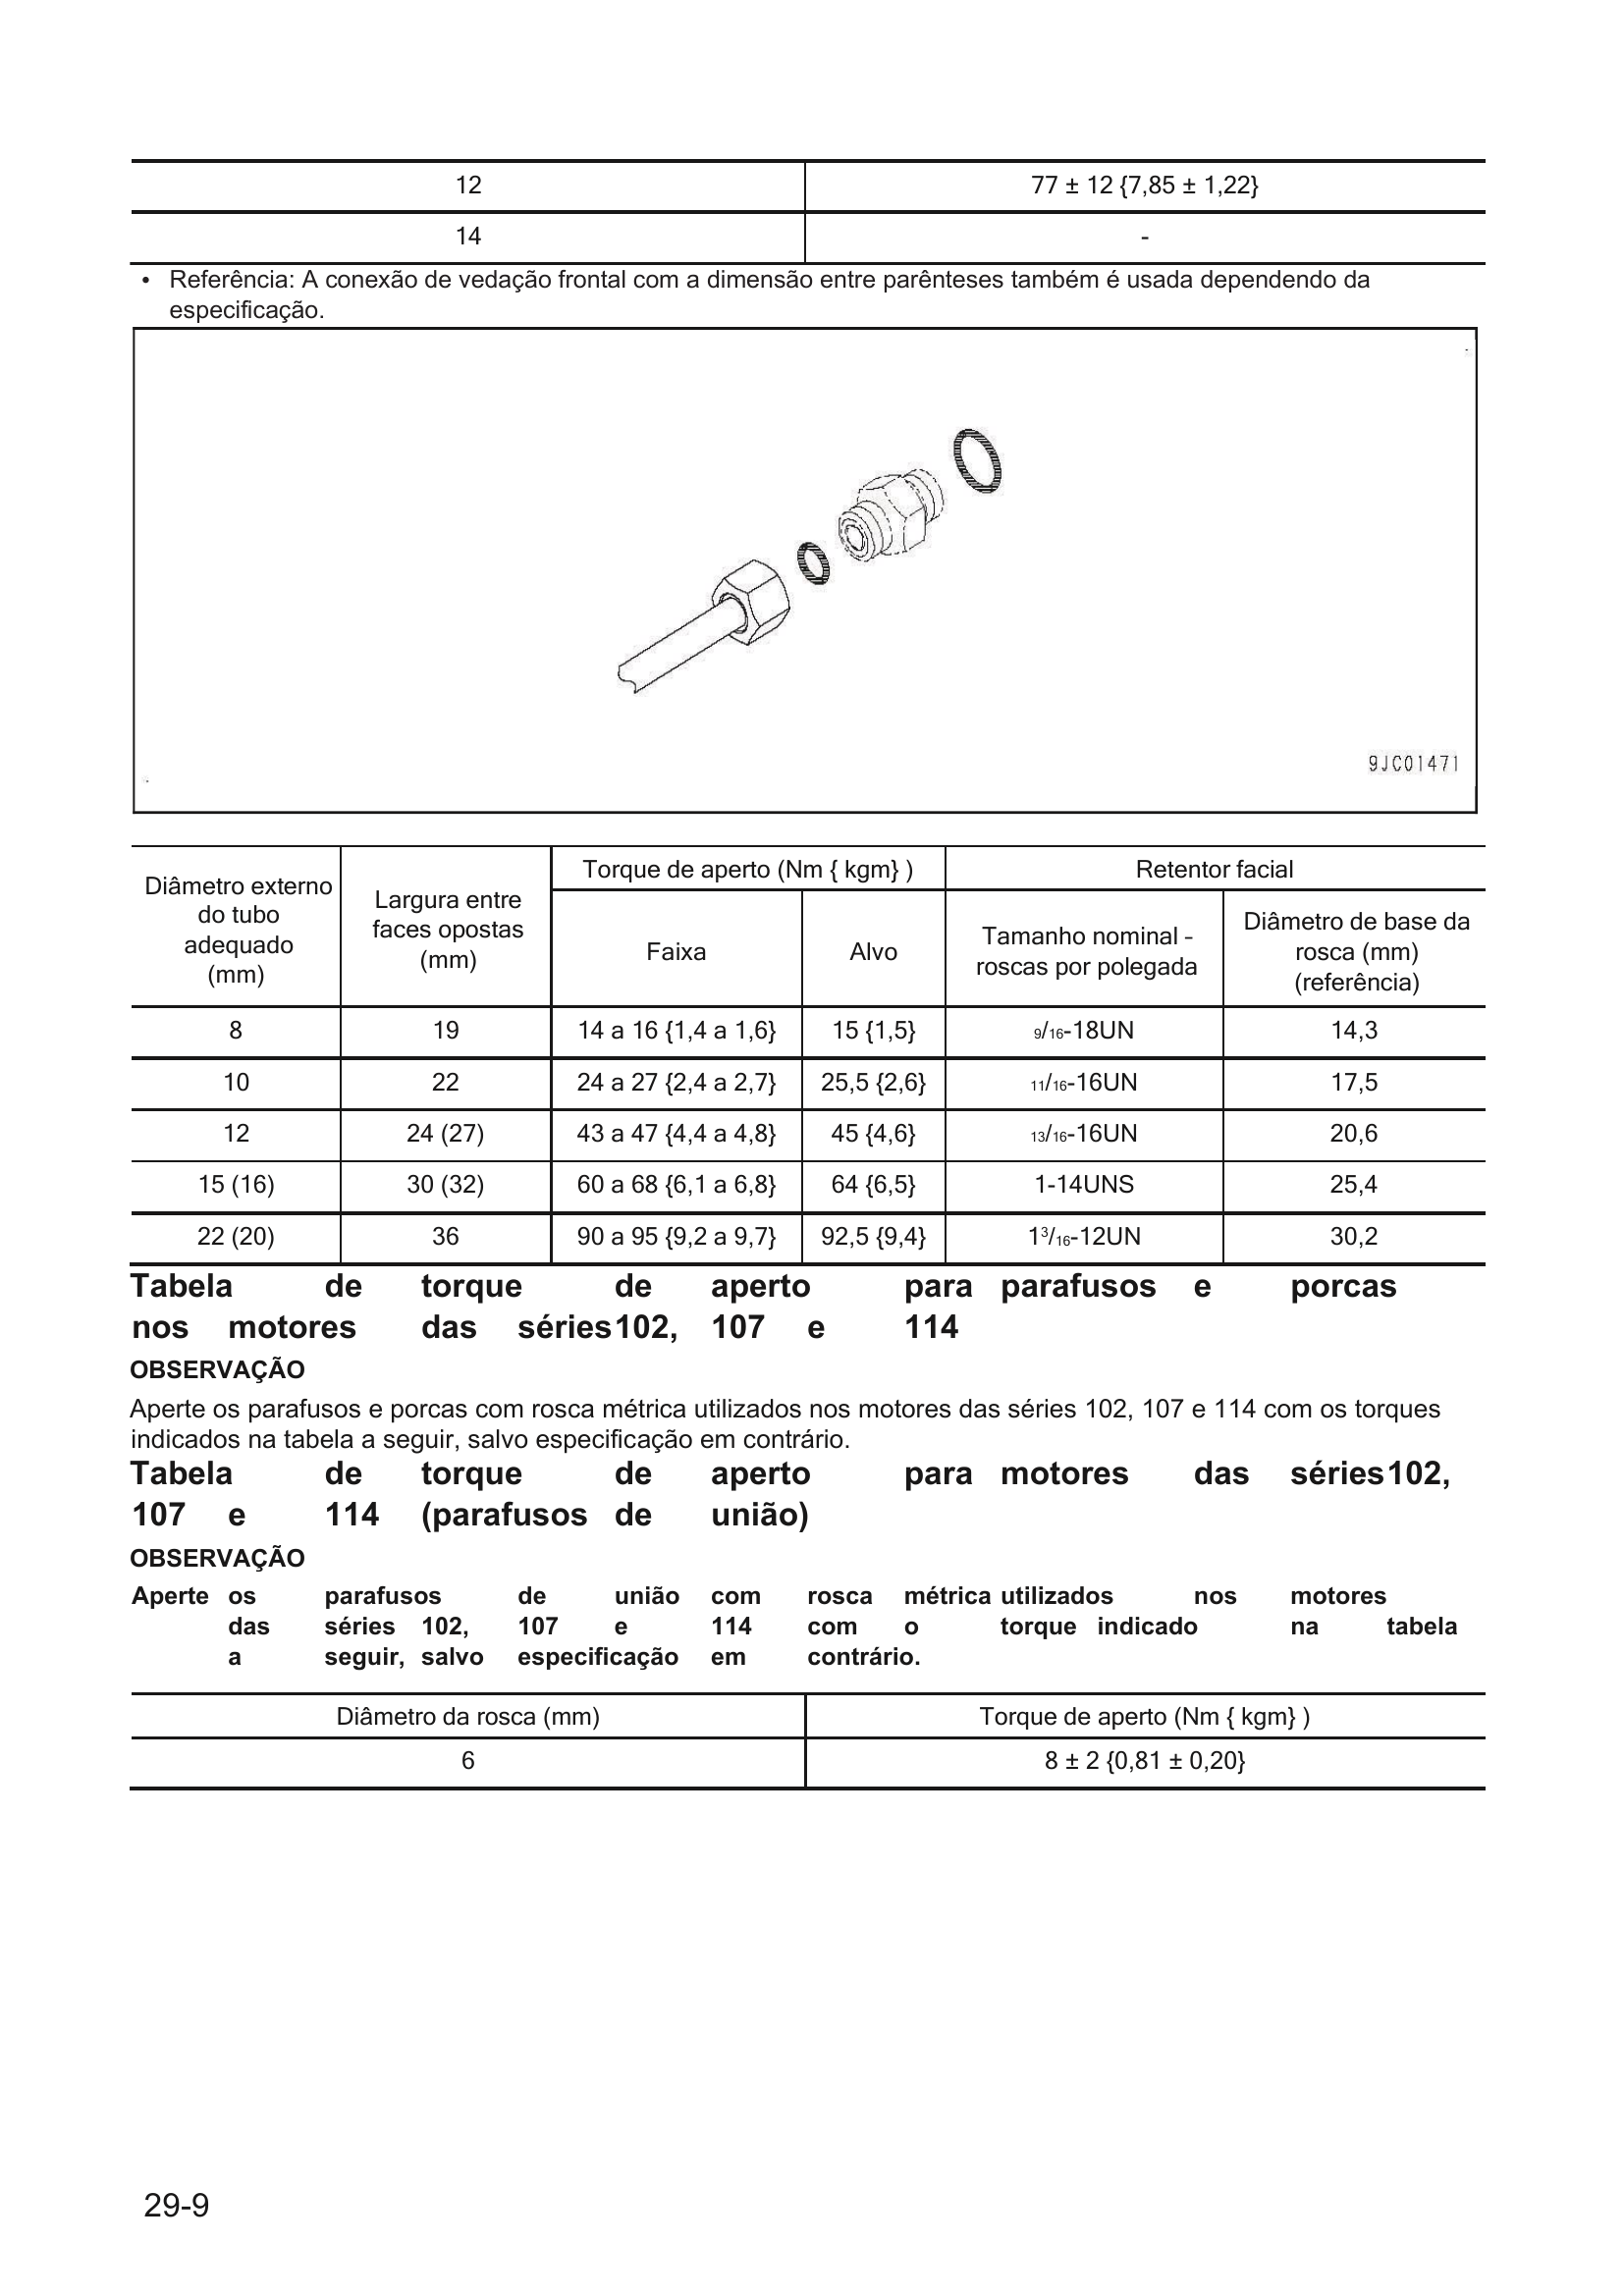 12 77 ± 12 {7,85 ± 1,22}
14 -
• Referência: A conexão de vedação frontal com a dimensão entre parênteses também é usada dependendo da
especificação.
9JC01471
Diâmetro externo do tubo adequado (mm) Largura entre faces opostas (mm) Torque de aperto (Nm { kgm} ) Retentor facial
Faixa Alvo Tamanho nominal - roscas por polegada Diâmetro de base da rosca (mm) (referência)
8 19 14 a 16 {1,4 a 1,6} 15 {1,5} 9/16-18UN 14,3
10 22 24 a 27 {2,4 a 2,7} 25,5 {2,6} 11/16-16UN 17,5
12 24 (27) 43 a 47 {4,4 a 4,8} 45 {4,6} 13/16-16UN 20,6
15 (16) 30 (32) 60 a 68 {6,1 a 6,8} 64 {6,5} 1-14UNS 25,4
22 (20) 36 90 a 95 {9,2 a 9,7} 92,5 {9,4} 1³/16-12UN 30,2
Tabela de torque de aperto para parafusos e porcas
nos motores das séries102, 107 e 114
OBSERVAÇÃO
Aperte os parafusos e porcas com rosca métrica utilizados nos motores das séries 102, 107 e 114 com os torques
indicados na tabela a seguir, salvo especificação em contrário.
Tabela de torque de aperto para motores das séries102,
107 e 114 (parafusos de união)
OBSERVAÇÃO
Aperte os parafusos de união com rosca métrica utilizados nos motores
das séries 102, 107 e 114 com o torque indicado na tabela
a seguir, salvo especificação em contrário.
Diâmetro da rosca (mm) Torque de aperto (Nm { kgm} )
6 8 ± 2 {0,81 ± 0,20}
29-9